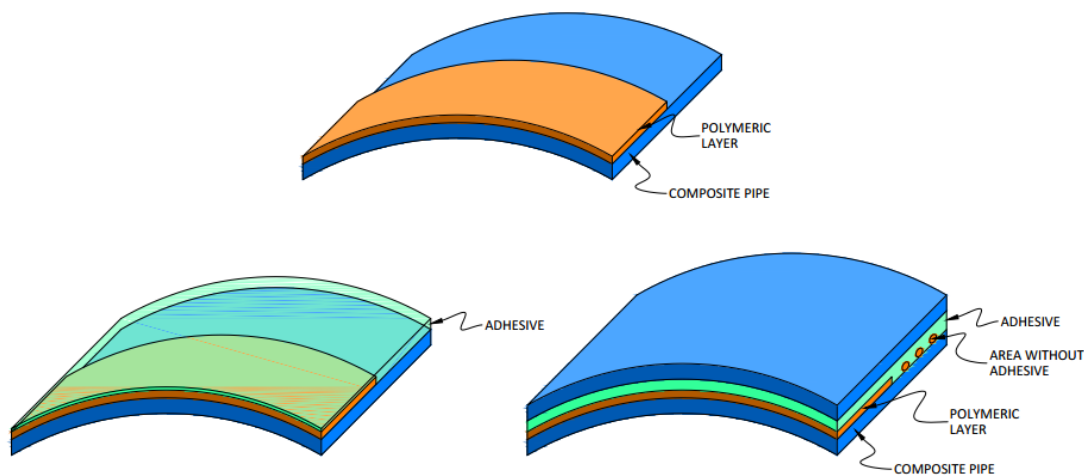 POLYMERIC
LAYER
COMPOSITE PIPE
ADHESIVE
ADHESIVE
AREA WITHOUT
ADHESIVE
POLYMERIC
LAYER
COMPOSITE PIPE